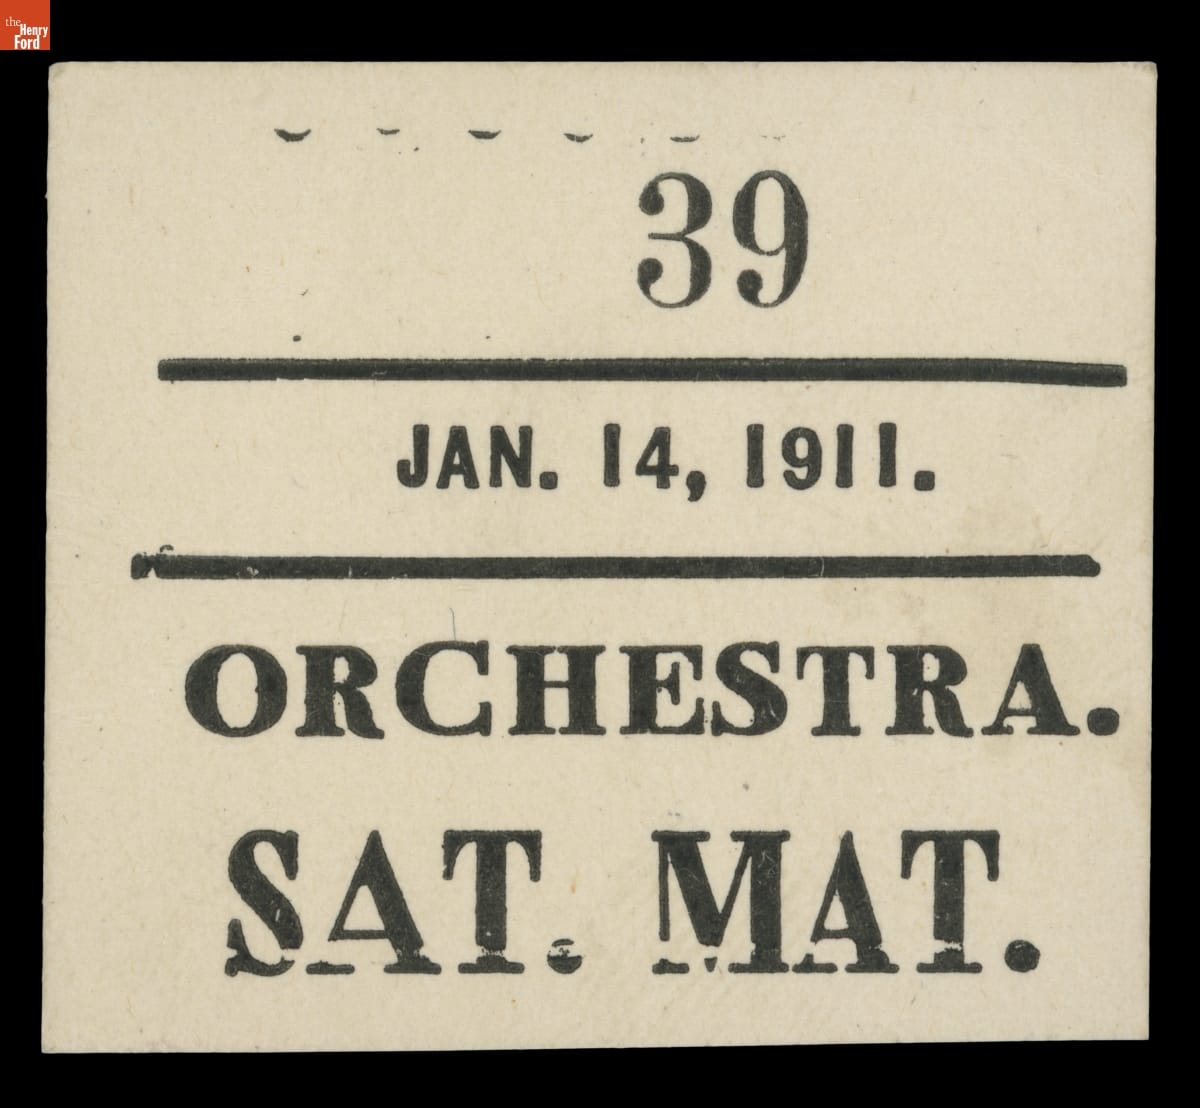 the
Henry
Ford
39
JAN. 14, 1911.
ORCHESTRA.
SAT. MAT.